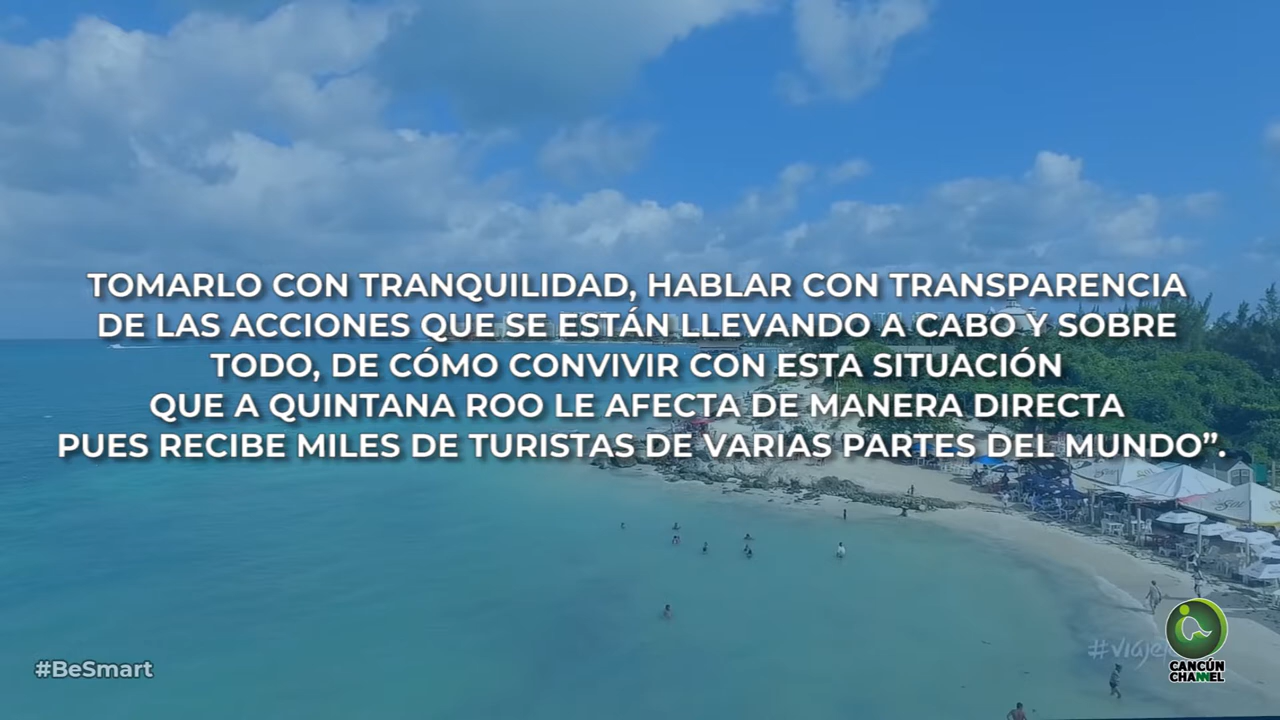 TOMARLO CON TRANQUILIDAD, HABLAR CON TRANSPARENCIA
DE LAS ACCIONES QUE SE ESTÁN LLEVANDO A CABO Y SOBRE
TODO, DE CÓMO CONVIVIR CON ESTA SITUACIÓN
QUE A QUINTANA ROO LE AFECTA DE MANERA DIRECTA
PUES RECIBE MILES DE TURISTAS DE VARIAS PARTES DEL MUNDO”.
#BeSmart
CANCÚN
CHANNEL